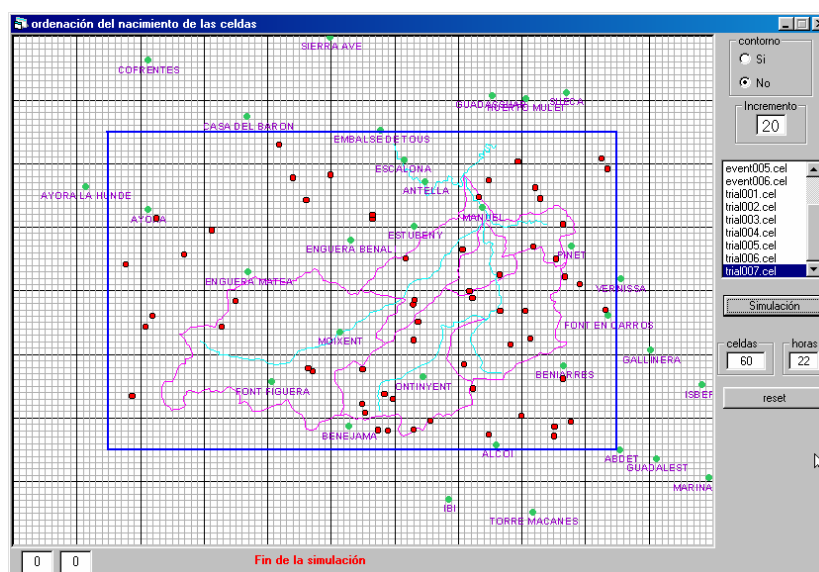 ordenación del nacimiento de las celdas
SIERRA AVE
COFRENTES
SUECA
CASA DEL BARON
EMBALSE DE TOUS
ESCALONA
ANTELLA
AYORA LA HUNDE
AYORA
MANUEL
ESTUBENY
ENGUERA BENAL
PINET
ENGUERA MATEA
VERNISSA
FONT EN CARROS
MOIXENT
GALLINERA
BENIARRES
ONTINYENT
FONT FIGUERA
ISBER
BENEJAMA
ALCOI
ABDET
GUADALEST
MARINA
IBI
TORRE MACANES
contorno
Si
No
Incremento
20
event005.cel
event006.cel
trial001.cel
trial002.cel
trial003.cel
trial004.cel
trial005.cel
trial006.cel
trial007.cel
Simulación
celdas
horas
60
22
reset
0
0
Fin de la simulación